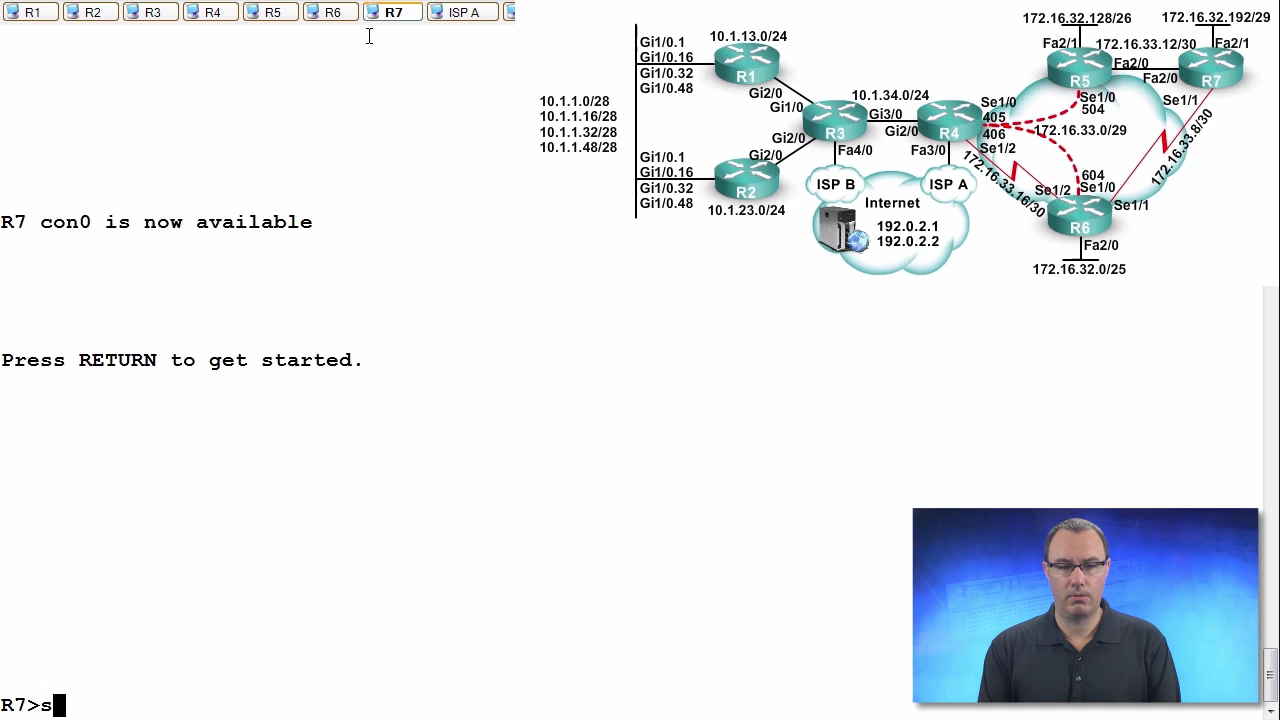 R1 R2 R3 R4 R5 R6 R7 ISP A
R7 con0 is now available
Press RETURN to get started.
R7>s
10.1.1.0/28
10.1.1.16/28
10.1.1.32/28
10.1.1.48/28
Gi1/0.1
Gi1/0.16
Gi1/0.32
Gi1/0.48
10.1.13.0/24
R1
Gi2/0
Gi1/0
Gi1/0.1
Gi1/0.16
Gi1/0.32
Gi1/0.48
Gi2/0
Gi2/0
R2
10.1.23.0/24
R3
Gi3/0
Fa4/0
10.1.34.0/24
Gi2/0
R4
Fa3/0
ISP B
ISP A
Internet
192.0.2.1
192.0.2.2
Se1/0
405
406
Se1/2
172.16.33.0/29
172.16.33.16/30
172.16.32.128/26
Fa2/1
R5
Fa2/0
Se1/0
504
172.16.33.12/30
172.16.32.192/29
Fa2/1
Fa2/0
R7
Se1/1
172.16.33.8/30
604
Se1/2
Se1/0
Se1/1
R6
Fa2/0
172.16.32.0/25